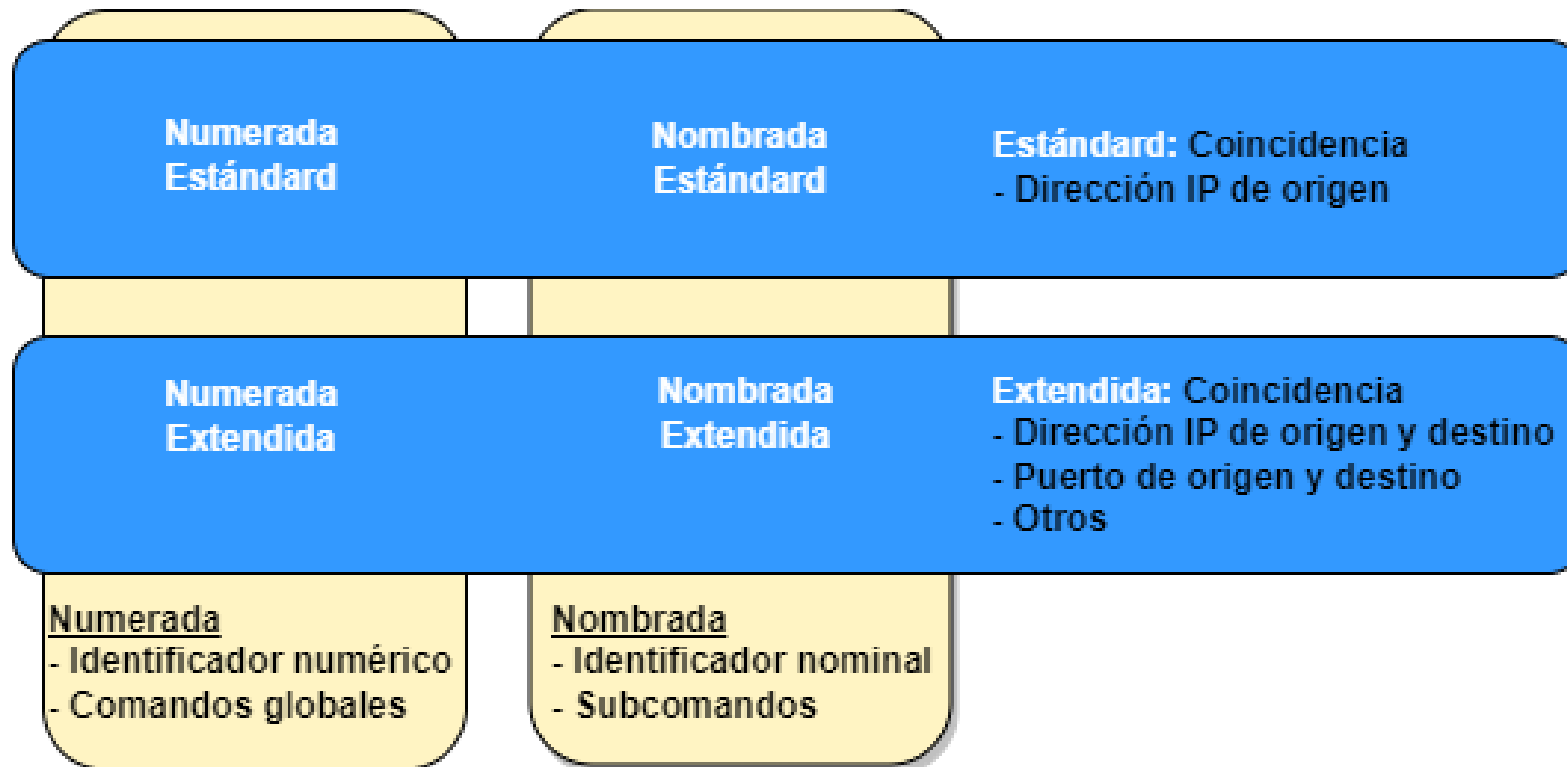 Numerada
Estándard
Nombrada
Estándard
Estándard: Coincidencia
- Dirección IP de origen
Numerada
Extendida
Nombrada
Extendida
Extendida: Coincidencia
- Dirección IP de origen y destino
- Puerto de origen y destino
- Otros
Numerada
- Identificador numérico
- Comandos globales
Nombrada
- Identificador nominal
- Subcomandos